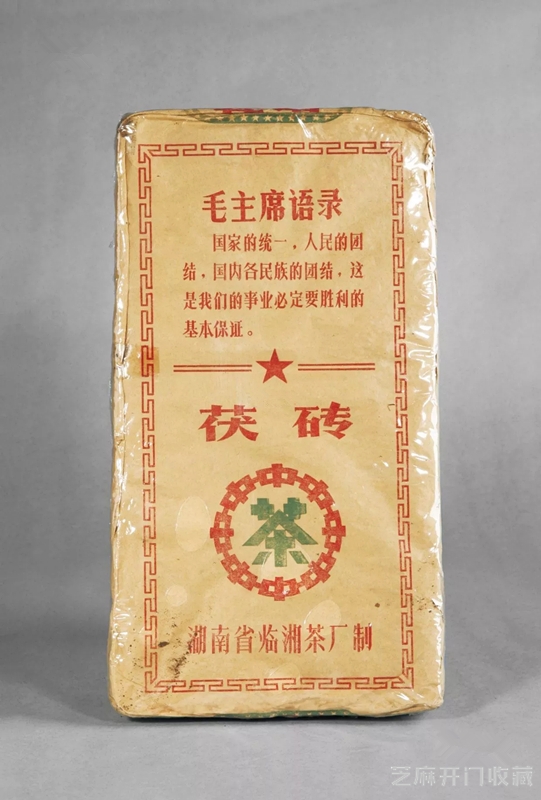 毛主席语录
国家的统一，人民的团
结，国内各民族的团结，这
是我们的事业必定要胜利的
基本保证。
茯砖
茶
湖南省临湘茶厂制
芝麻开门收藏